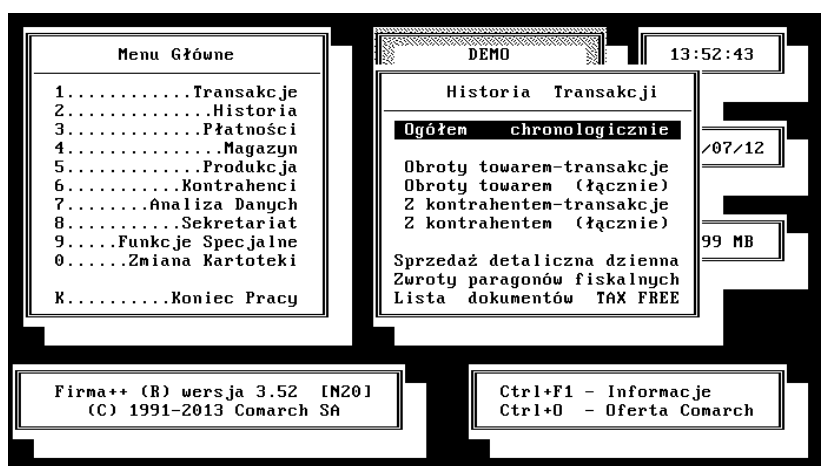 Menu Główne
1............Transakcje
2..............Historia
3.............Płatności
4...............Magazyn
5.............Produkcja
6...........Kontrahenci
7........Analiza Danych
8...........Sekretariat
9.....Funkcje Specjalne
0......Zmiana Kartoteki
K..........Koniec Pracy
DEMO
13:52:43
Historia Transakcji
Ogółem chronologicznie
Obroty towarem-transakcje
Obroty towarem (łącznie)
Z kontrahentem-transakcje
Z kontrahentem (łącznie)
Sprzedaż detaliczna dzienna
Zwroty paragonów fiskalnych
Lista dokumentów TAX FREE
/07/12
99 MB
Firma++ (R) wersja 3.52 [N20]
(C) 1991-2013 Comarch SA
Ctrl+F1 - Informacje
Ctrl+O - Oferta Comarch